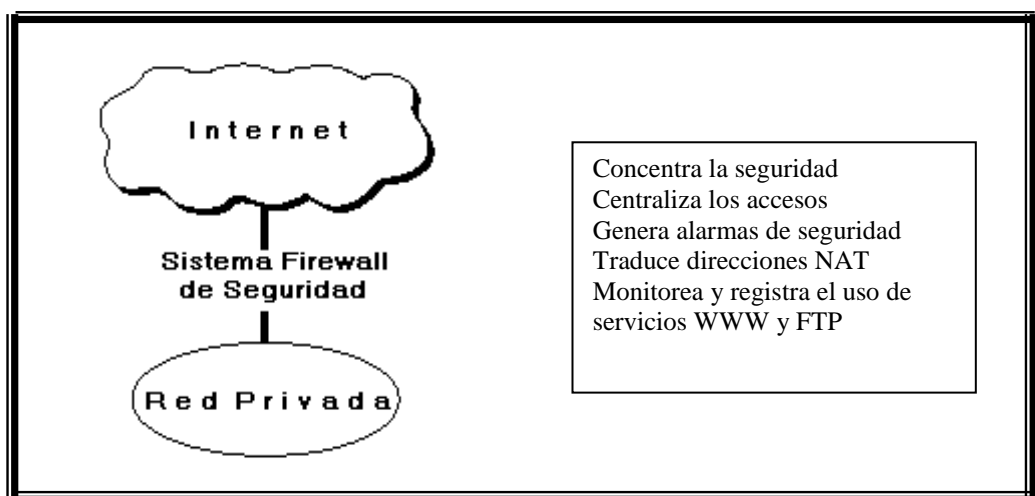 Internet
Sistema Firewall
de Seguridad
Red Privada
Concentra la seguridad
Centraliza los accesos
Genera alarmas de seguridad
Traduce direcciones NAT
Monitorea y registra el uso de
servicios WWW y FTP